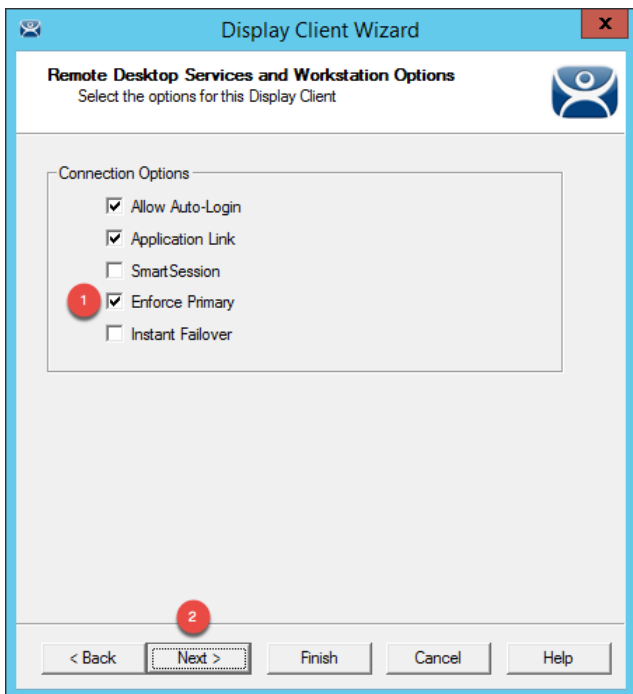 Display Client Wizard
x
Remote Desktop Services and Workstation Options
Select the options for this Display Client
Connection Options
Allow Auto-Login
Application Link
SmartSession
1 Enforce Primary
Instant Failover
2
< Back Next > Finish Cancel Help